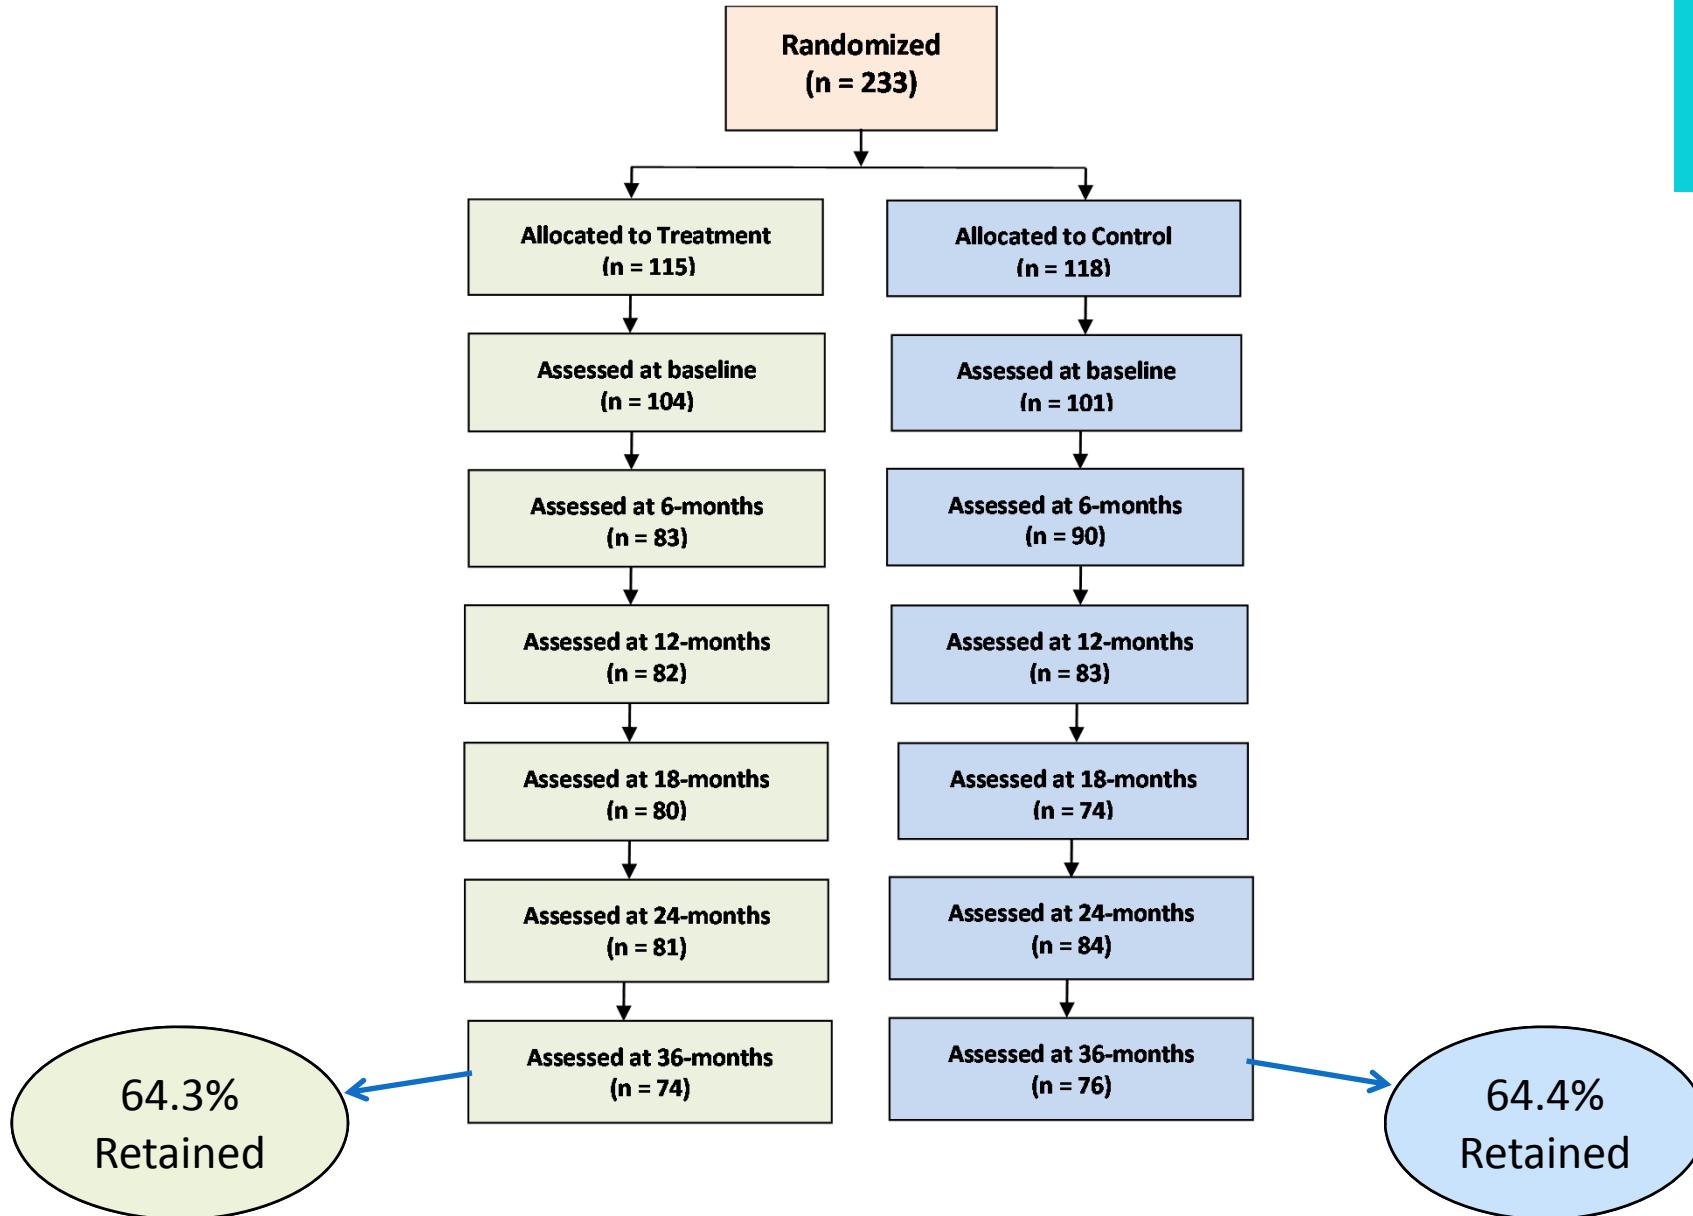 Randomized
(n = 233)
Allocated to Treatment
(n = 115)
Allocated to Control
(n = 118)
Assessed at baseline
(n = 104)
Assessed at baseline
(n = 101)
Assessed at 6-months
(n = 83)
Assessed at 6-months
(n = 90)
Assessed at 12-months
(n = 82)
Assessed at 12-months
(n = 83)
Assessed at 18-months
(n = 80)
Assessed at 18-months
(n = 74)
Assessed at 24-months
(n = 81)
Assessed at 24-months
(n = 84)
Assessed at 36-months
(n = 74)
Assessed at 36-months
(n = 76)
64.3%
Retained
64.4%
Retained